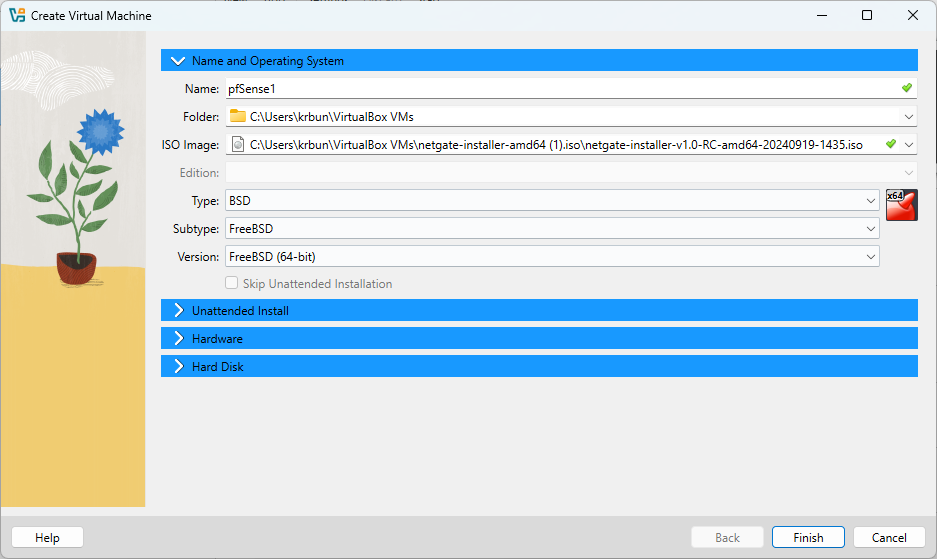 Create Virtual Machine
Name and Operating System
Name: pfSense1
Folder: C:\Users\krbun\VirtualBox VMs
ISO Image: C:\Users\krbun\VirtualBox VMs\netgate-installer-amd64 (1).iso\netgate-installer-v1.0-RC-amd64-20240919-1435.iso
Edition:
Type: BSD
x64
Subtype: FreeBSD
Version: FreeBSD (64-bit)
Skip Unattended Installation
Unattended Install
Hardware
Hard Disk
Help Back Finish Cancel